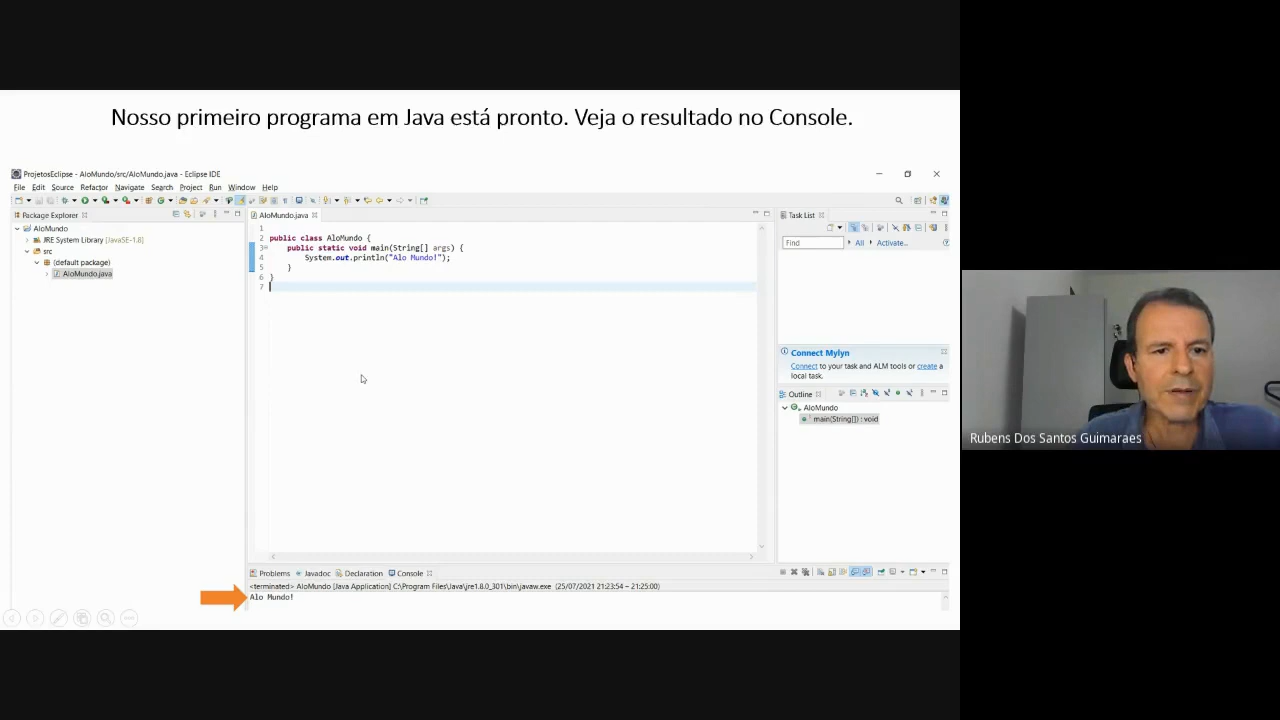 Nosso primeiro programa em Java está pronto. Veja o resultado no Console.
ProjetosEclipse - AloMundo/src/AloMundo.java - Eclipse IDE
File Edit Source Refactor Navigate Search Project Run Window Help
Package Explorer
AloMundo
JRE System Library [JavaSE-1.8]
src
(default package)
AloMundo.java
AloMundo.java
1
2 public class AloMundo {
3 public static void main(String[] args) {
4 System.out.println("Alo Mundo!");
5 }
6 }
7
Task List
Find All Activate...
Connect Mylyn
Connect to your task and ALM tools or create a
local task.
Outline
AloMundo
main(String[]) : void
Rubens Dos Santos Guimaraes
Problems Javadoc Declaration Console
<terminated> AloMundo [Java Application] C:\Program Files\Java\jre1.8.0_301\bin\javaw.exe (25/07/2021 21:23:54 – 21:25:00)
Alo Mundo!